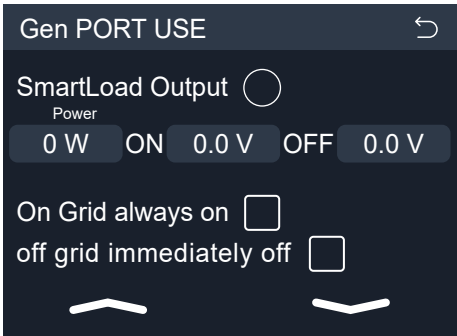 Gen PORT USE
SmartLoad Output
Power
0 W ON 0.0 V OFF 0.0 V
On Grid always on
off grid immediately off